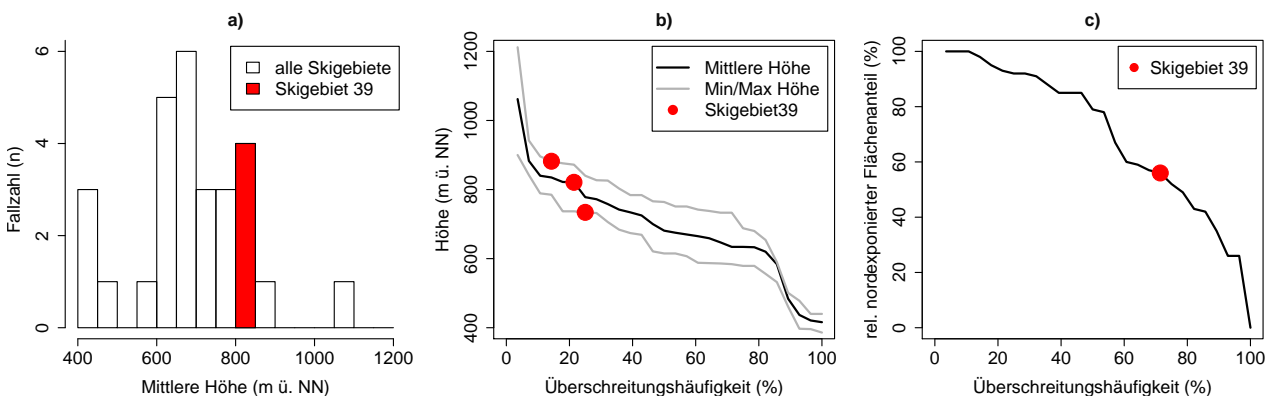 a)
alle Skigebiete
Skigebiet 39
Fallzahl (n)
0
2
4
6
400
600
800
1000
1200
Mittlere Höhe (m ü. NN)
b)
Mittlere Höhe
Min/Max Höhe
Skigebiet39
Höhe (m ü. NN)
400
600
800
1000
1200
0
20
40
60
80
100
Überschreitungshäufigkeit (%)
c)
Skigebiet 39
rel. nordexponierter Flächenanteil (%)
0
20
40
60
80
100
0
20
40
60
80
100
Überschreitungshäufigkeit (%)